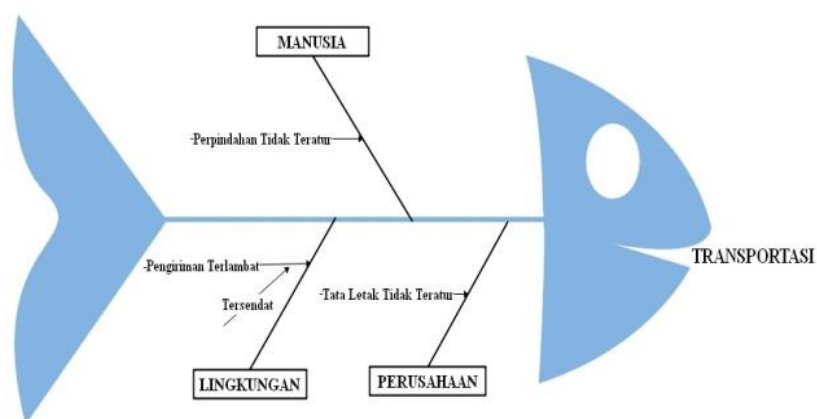 MANUSIA
-Perpindahan Tidak Teratur
TRANSPORTASI
-Pengiriman Terlambat
Tersendat
-Tata Letak Tidak Teratur
LINGKUNGAN
PERUSAHAAN